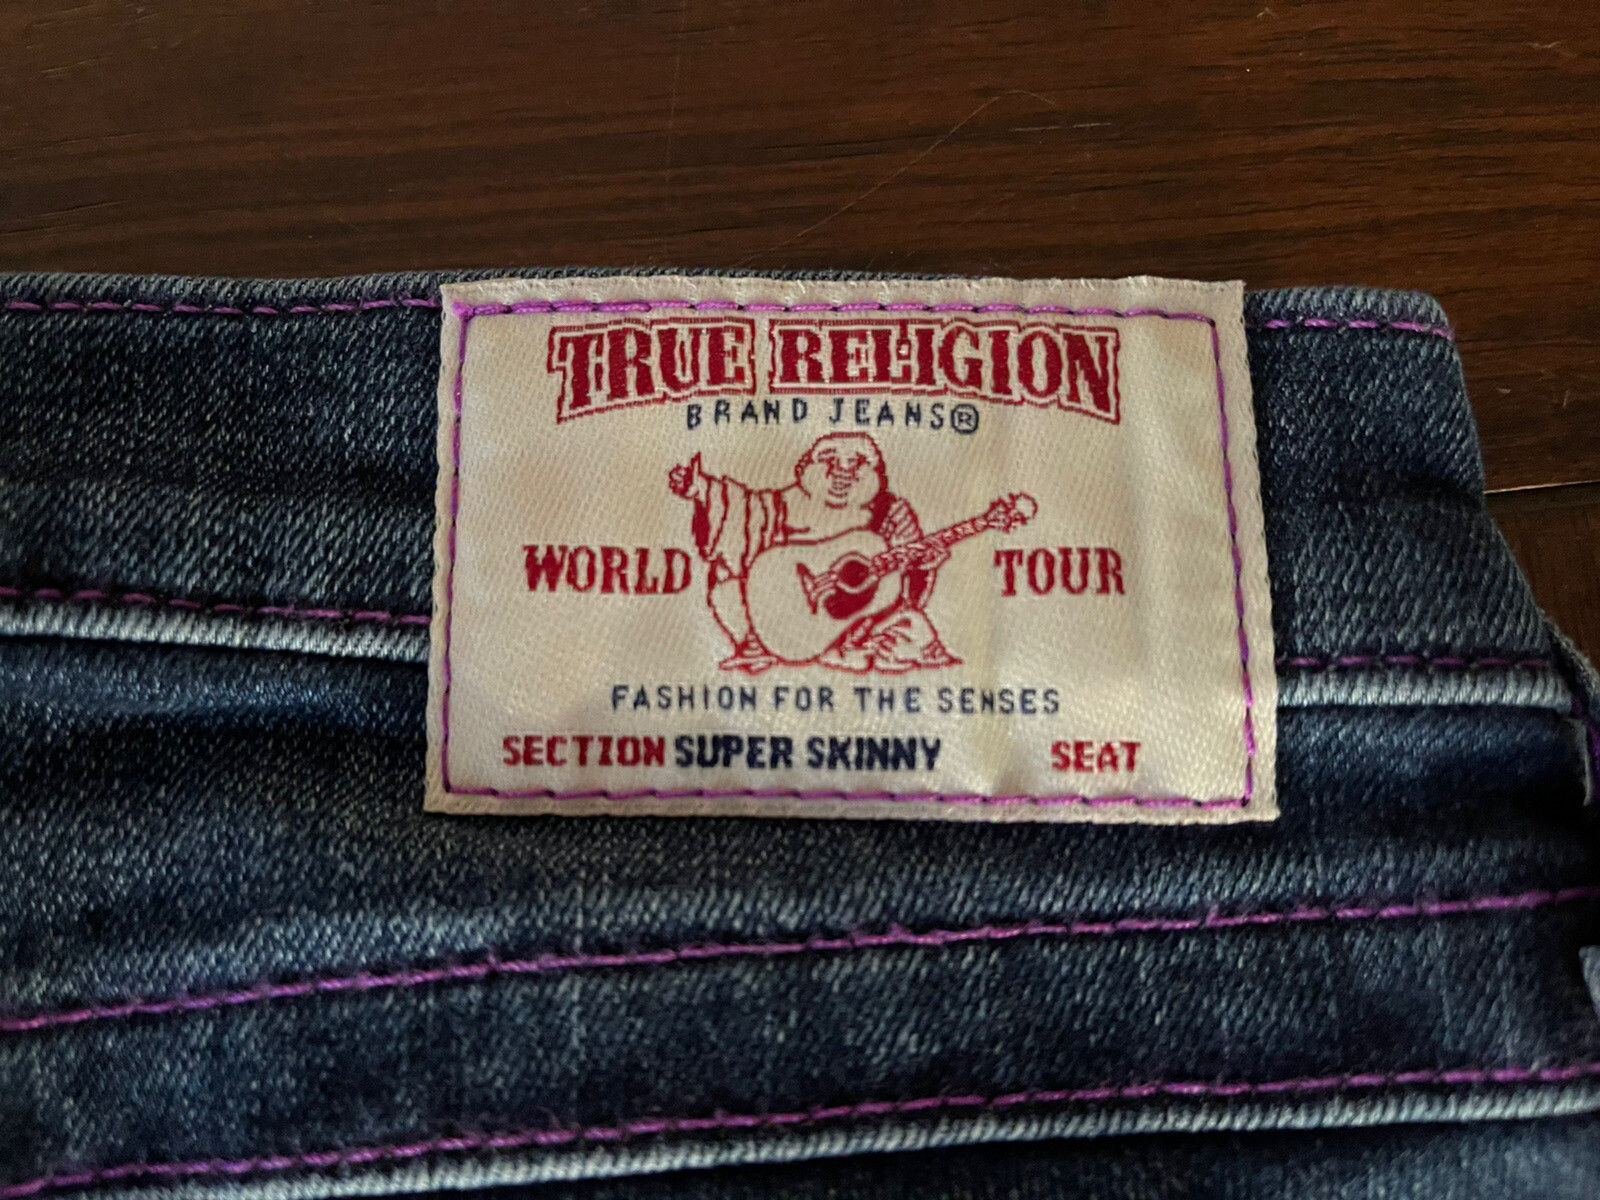 TRUE RELIGION
BRAND JEANS®
WORLD TOUR
FASHION FOR THE SENSES
SECTION SUPER SKINNY SEAT